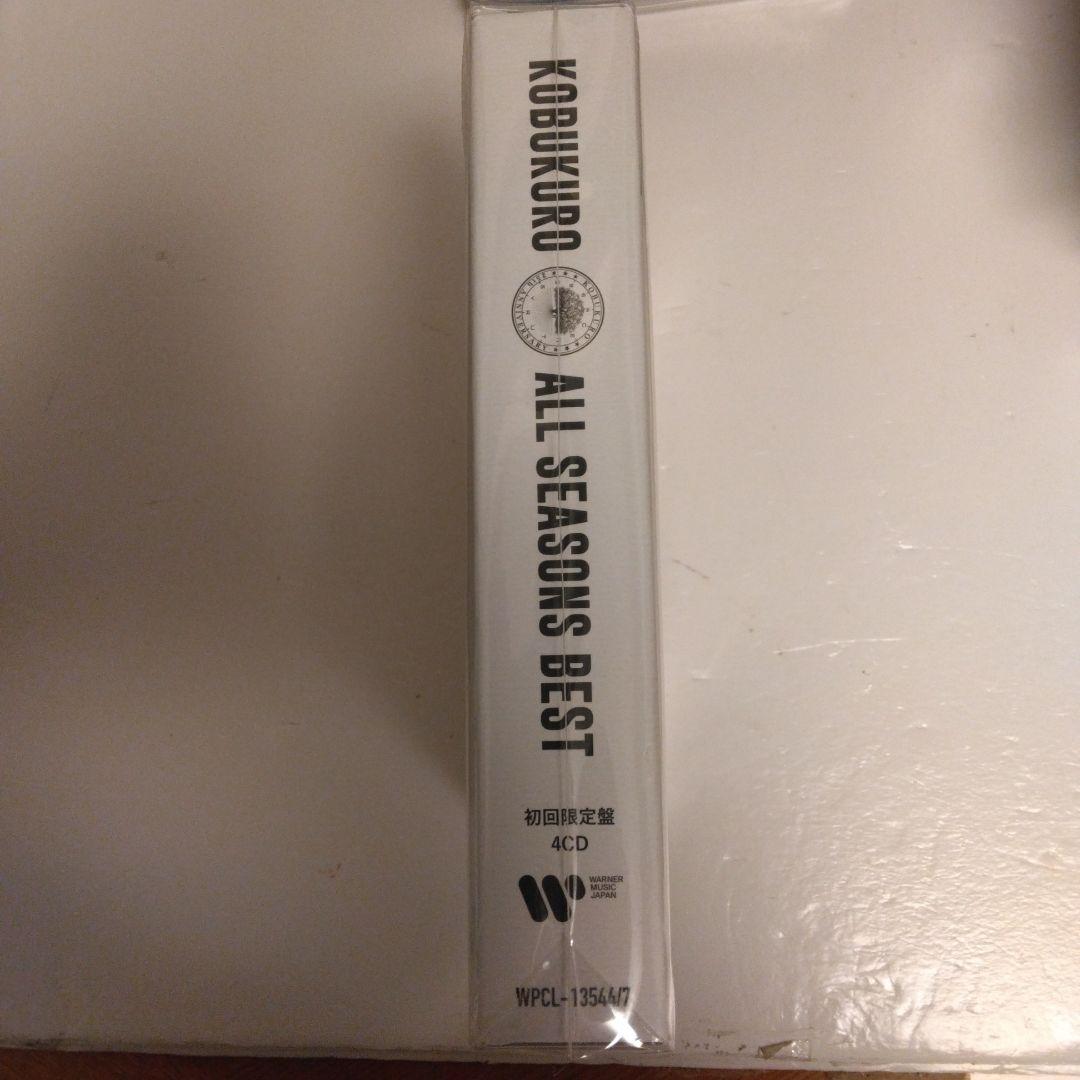 KOBUKURO
ALL SEASONS BEST
初回限定盤
4CD
WARNER
MUSIC
JAPAN
WPCL-13544/7